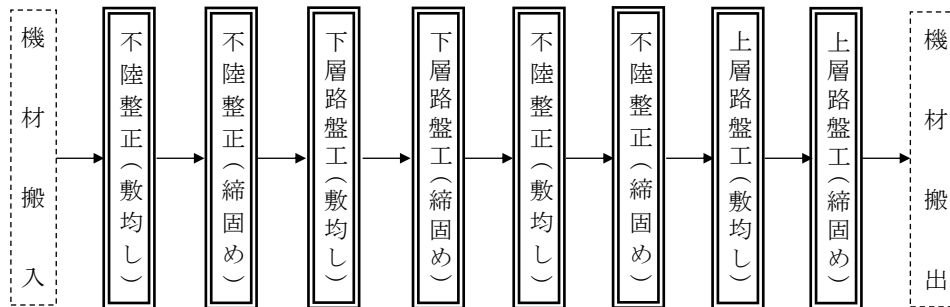 機材搬入
不陸整正(敷均し)
不陸整正(締固め)
下層路盤工(敷均し)
下層路盤工(締固め)
不陸整正(敷均し)
不陸整正(締固め)
上層路盤工(敷均し)
上層路盤工(締固め)
機材搬出